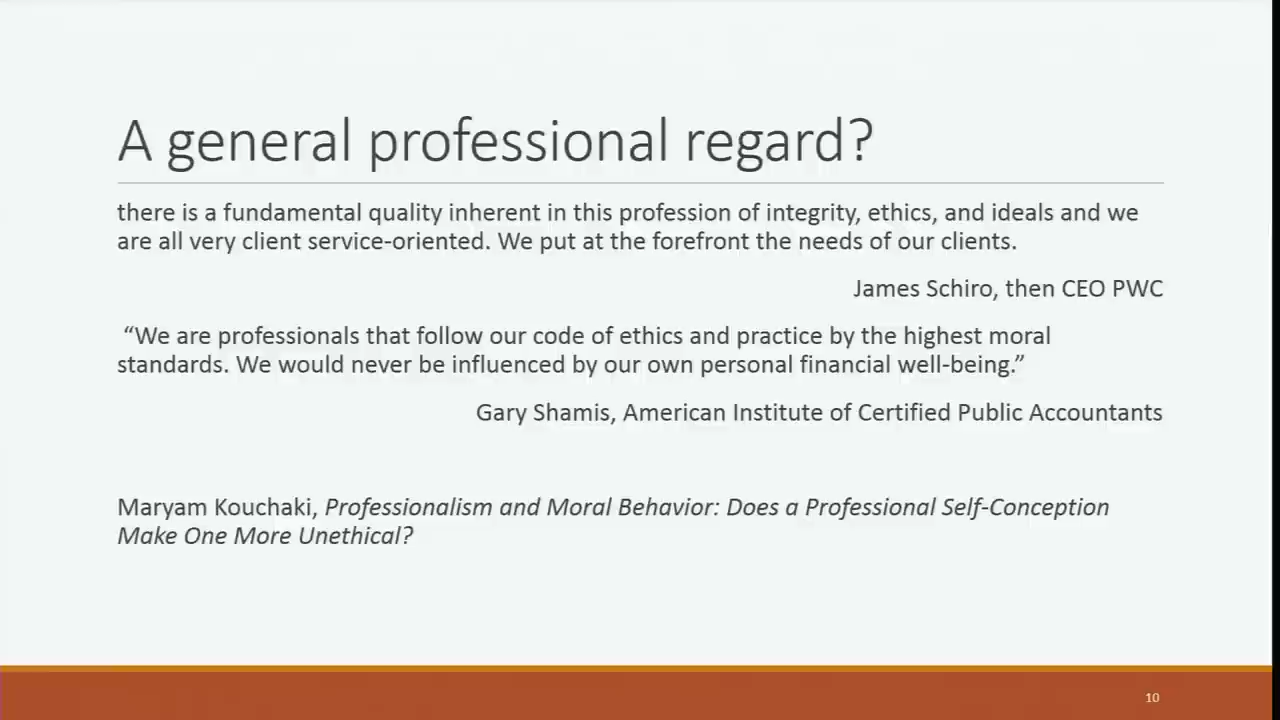 A general professional regard?
there is a fundamental quality inherent in this profession of integrity, ethics, and ideals and we
are all very client service-oriented. We put at the forefront the needs of our clients.
James Schiro, then CEO PWC
“We are professionals that follow our code of ethics and practice by the highest moral
standards. We would never be influenced by our own personal financial well-being.”
Gary Shamis, American Institute of Certified Public Accountants
Maryam Kouchaki, Professionalism and Moral Behavior: Does a Professional Self-Conception
Make One More Unethical?
10